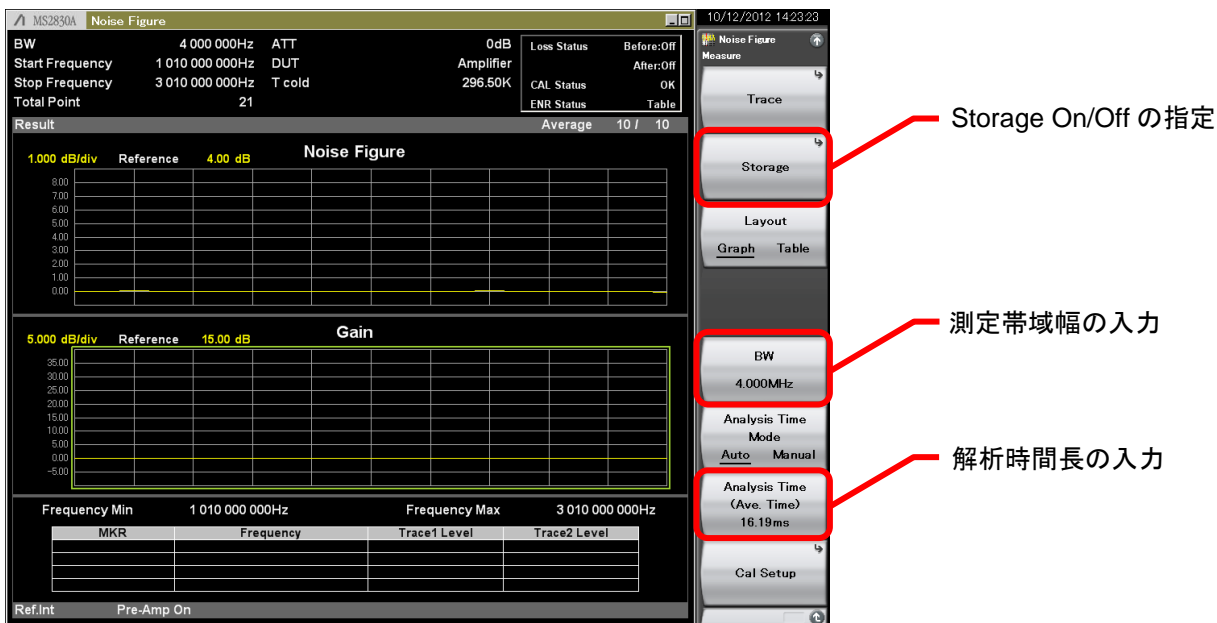 MS2830A Noise Figure
10/12/2012 14:23:23
BW 4 000 000Hz ATT 0dB
Start Frequency 1 010 000 000Hz DUT Amplifier
Stop Frequency 3 010 000 000Hz T cold 296.50K
Total Point 21
Loss Status Before:Off
After:Off
CAL Status OK
ENR Status Table
Result Average 10 / 10
1.000 dB/div Reference 4.00 dB Noise Figure
8.00
7.00
6.00
5.00
4.00
3.00
2.00
1.00
0.00
5.000 dB/div Reference 15.00 dB Gain
35.00
30.00
25.00
20.00
15.00
10.00
5.00
0.00
-5.00
Frequency Min 1 010 000 000Hz Frequency Max 3 010 000 000Hz
MKR Frequency Trace1 Level Trace2 Level
Ref.Int Pre-Amp On
Noise Figure
Measure
Trace
Storage
Layout
Graph Table
BW
4.000MHz
Analysis Time
Mode
Auto Manual
Analysis Time
(Ave. Time)
16.19ms
Cal Setup
Storage On/Off の指定
測定帯域幅の入力
解析時間長の入力